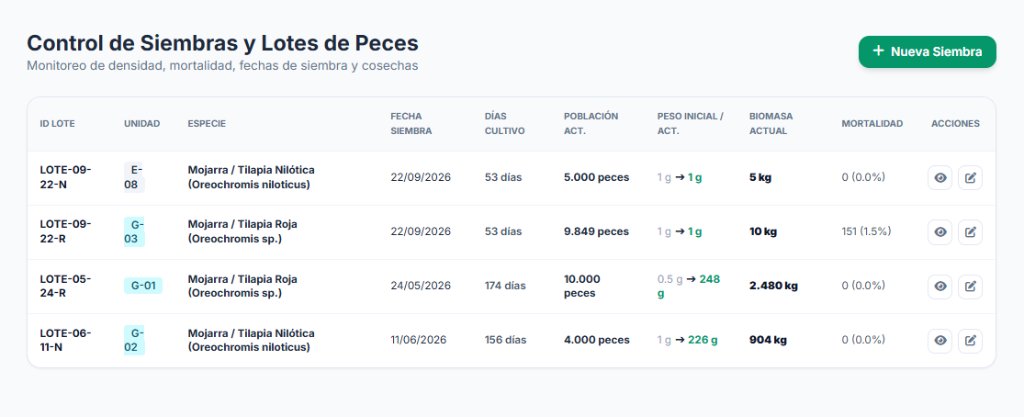 Control de Siembras y Lotes de Peces
Monitoreo de densidad, mortalidad, fechas de siembra y cosechas
+ Nueva Siembra
ID LOTE UNIDAD ESPECIE FECHA SIEMBRA DÍAS CULTIVO POBLACIÓN ACT. PESO INICIAL / ACT. BIOMASA ACTUAL MORTALIDAD ACCIONES
LOTE-09-22-N E-08 Mojarra / Tilapia Nilótica (Oreochromis niloticus) 22/09/2026 53 días 5.000 peces 1 g → 1 g 5 kg 0 (0.0%)
LOTE-09-22-R G-03 Mojarra / Tilapia Roja (Oreochromis sp.) 22/09/2026 53 días 9.849 peces 1 g → 1 g 10 kg 151 (1.5%)
LOTE-05-24-R G-01 Mojarra / Tilapia Roja (Oreochromis sp.) 24/05/2026 174 días 10.000 peces 0.5 g → 248 g 2.480 kg 0 (0.0%)
LOTE-06-11-N G-02 Mojarra / Tilapia Nilótica (Oreochromis niloticus) 11/06/2026 156 días 4.000 peces 1 g → 226 g 904 kg 0 (0.0%)